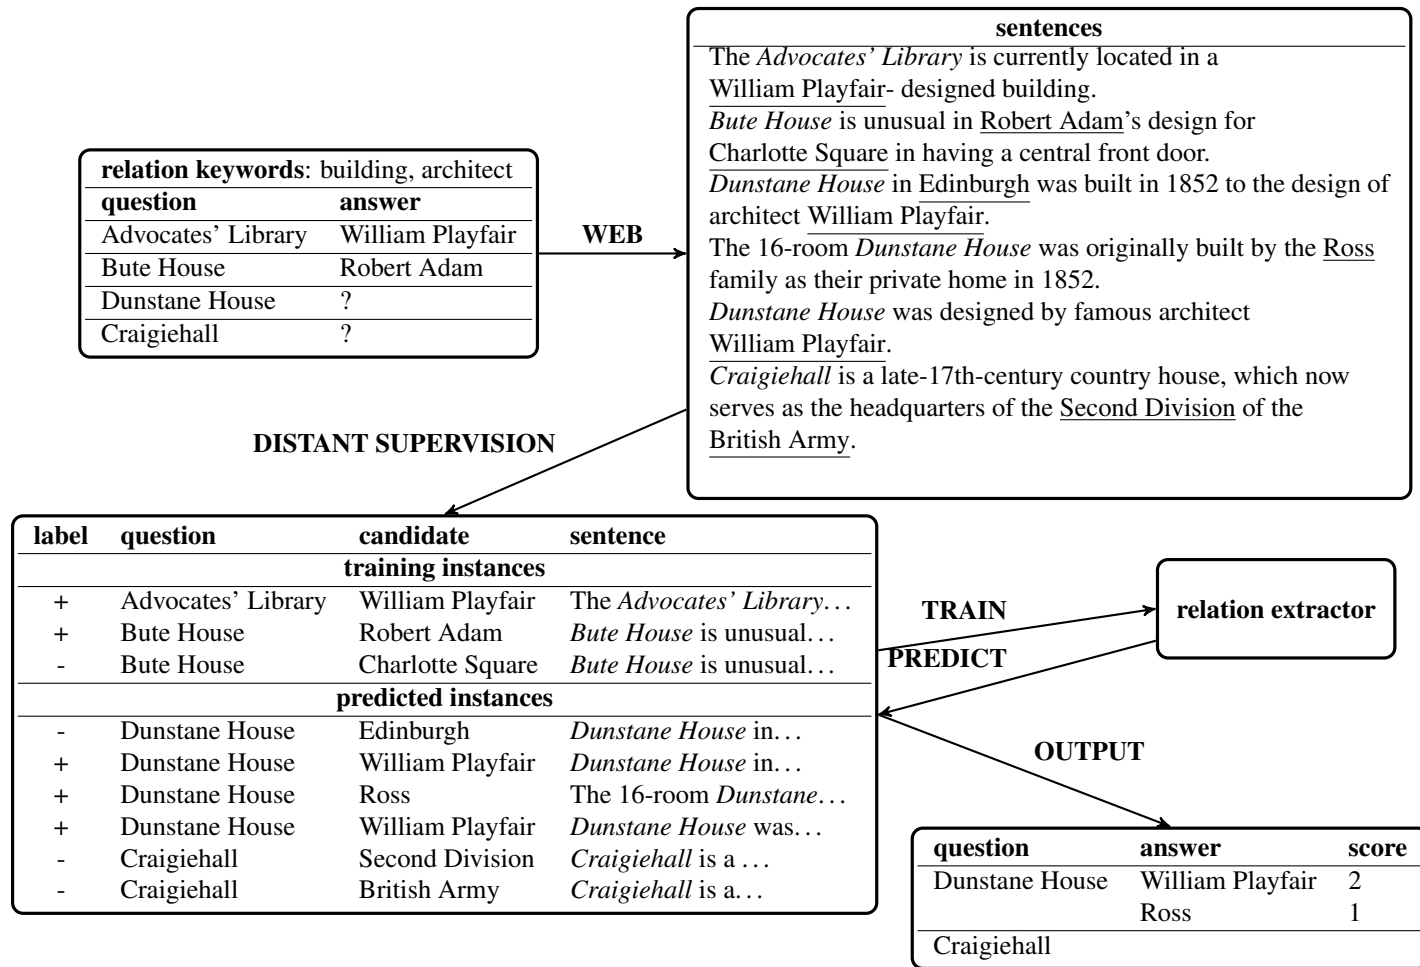 sentences
The Advocates' Library is currently located in a
William Playfair- designed building.
Bute House is unusual in Robert Adam's design for
Charlotte Square in having a central front door.
Dunstane House in Edinburgh was built in 1852 to the design of
architect William Playfair.
The 16-room Dunstane House was originally built by the Ross
family as their private home in 1852.
Dunstane House was designed by famous architect
William Playfair.
Craigiehall is a late-17th-century country house, which now
serves as the headquarters of the Second Division of the
British Army.
relation keywords: building, architect
question answer
Advocates' Library William Playfair
Bute House Robert Adam
Dunstane House ?
Craigiehall ?
WEB
DISTANT SUPERVISION
label question candidate sentence
training instances
+ Advocates' Library William Playfair The Advocates' Library...
+ Bute House Robert Adam Bute House is unusual...
- Bute House Charlotte Square Bute House is unusual...
predicted instances
- Dunstane House Edinburgh Dunstane House in...
+ Dunstane House William Playfair Dunstane House in...
+ Dunstane House Ross The 16-room Dunstane...
+ Dunstane House William Playfair Dunstane House was...
- Craigiehall Second Division Craigiehall is a ...
- Craigiehall British Army Craigiehall is a...
TRAIN
PREDICT
relation extractor
OUTPUT
question answer score
Dunstane House William Playfair 2
Ross 1
Craigiehall